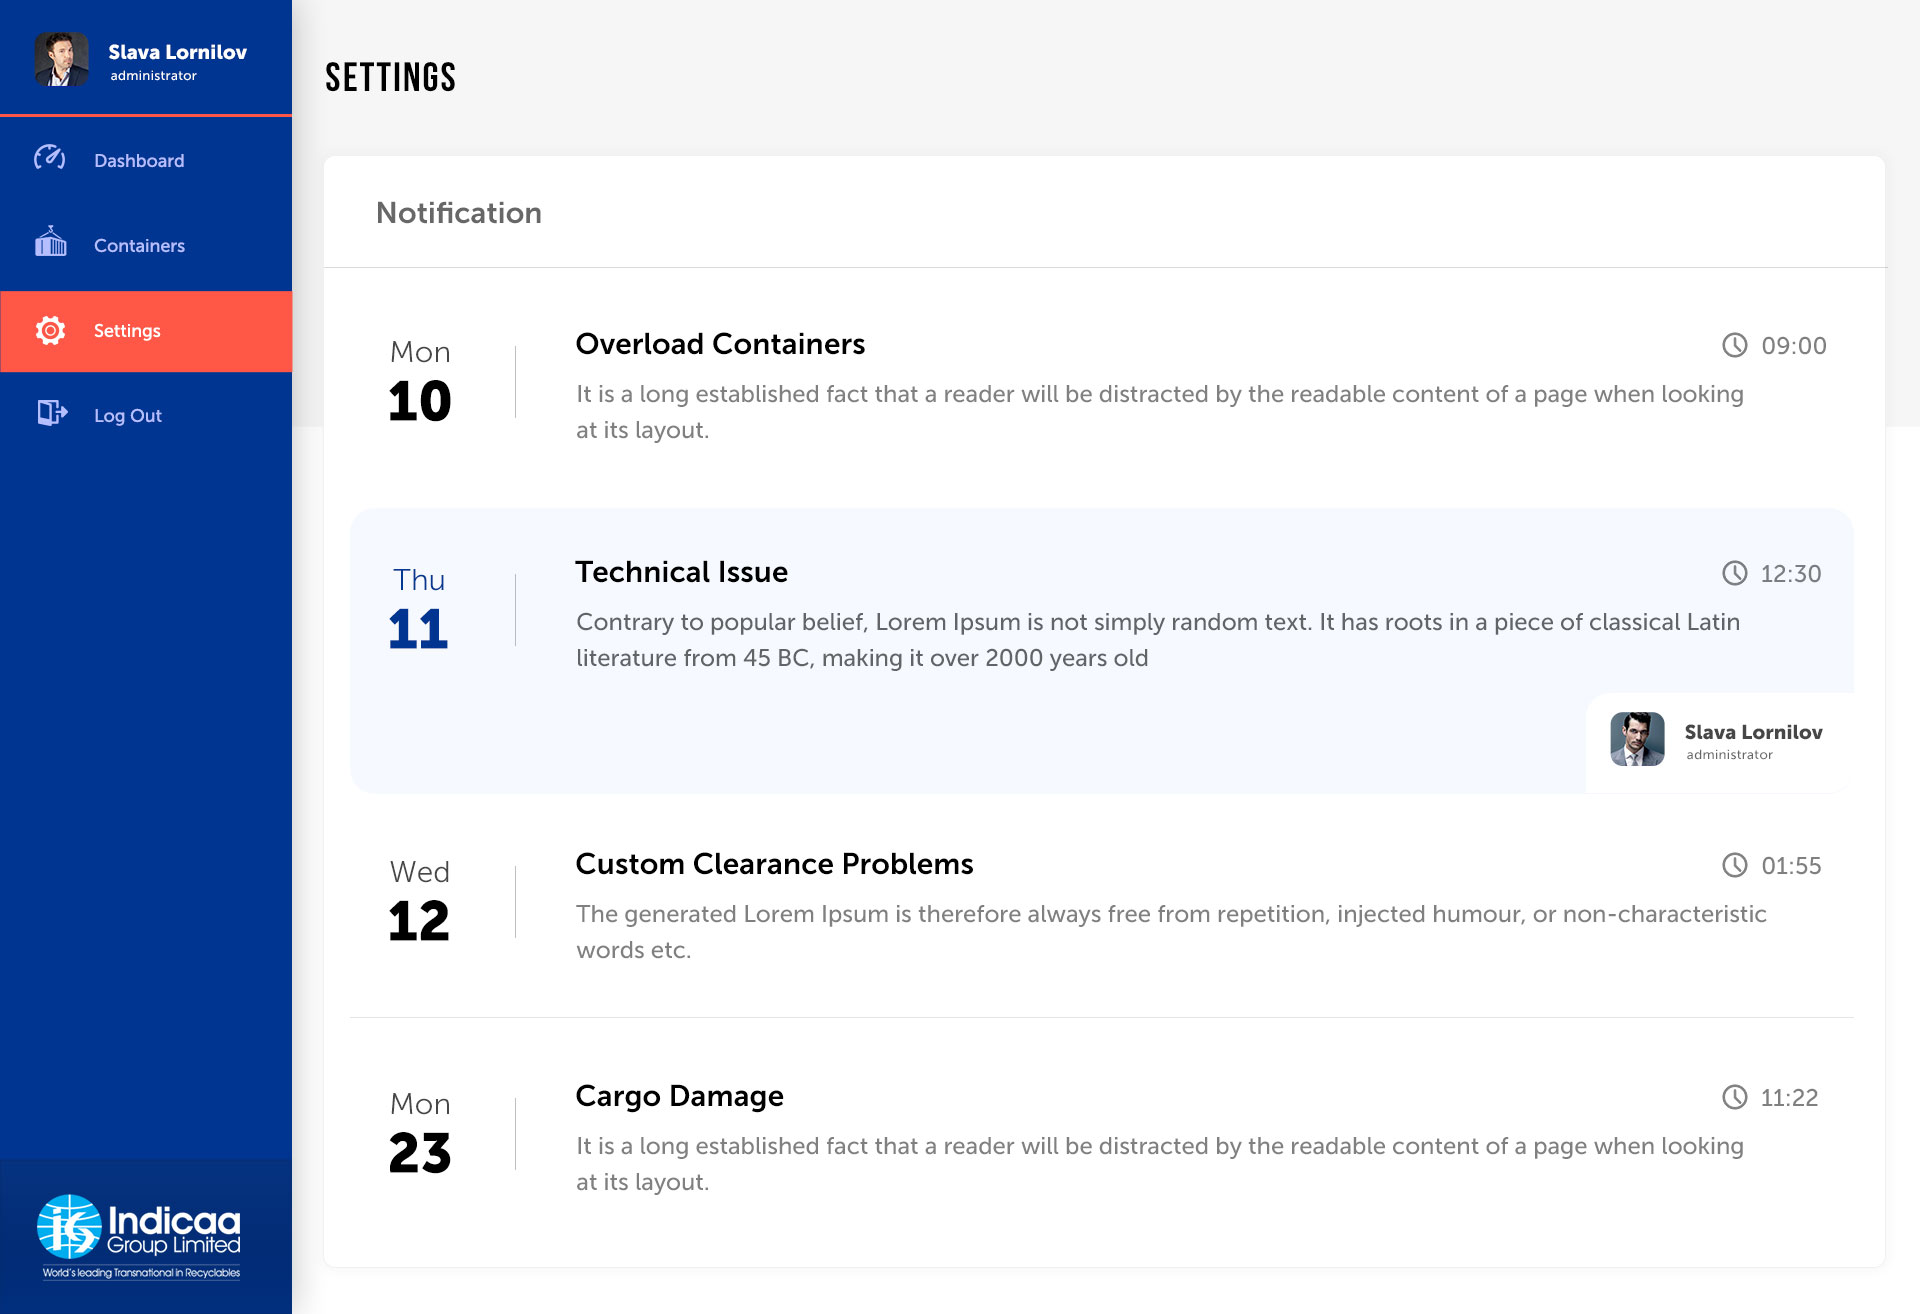 Slava Lornilov
administrator
Dashboard
Containers
Settings
Log Out
Indicaa
Group Limited
World's leading Transnational in Recyclables
SETTINGS
Notification
Mon
10
Overload Containers
09:00
It is a long established fact that a reader will be distracted by the readable content of a page when looking
at its layout.
Thu
11
Technical Issue
12:30
Contrary to popular belief, Lorem Ipsum is not simply random text. It has roots in a piece of classical Latin
literature from 45 BC, making it over 2000 years old
Slava Lornilov
administrator
Wed
12
Custom Clearance Problems
01:55
The generated Lorem Ipsum is therefore always free from repetition, injected humour, or non-characteristic
words etc.
Mon
23
Cargo Damage
11:22
It is a long established fact that a reader will be distracted by the readable content of a page when looking
at its layout.